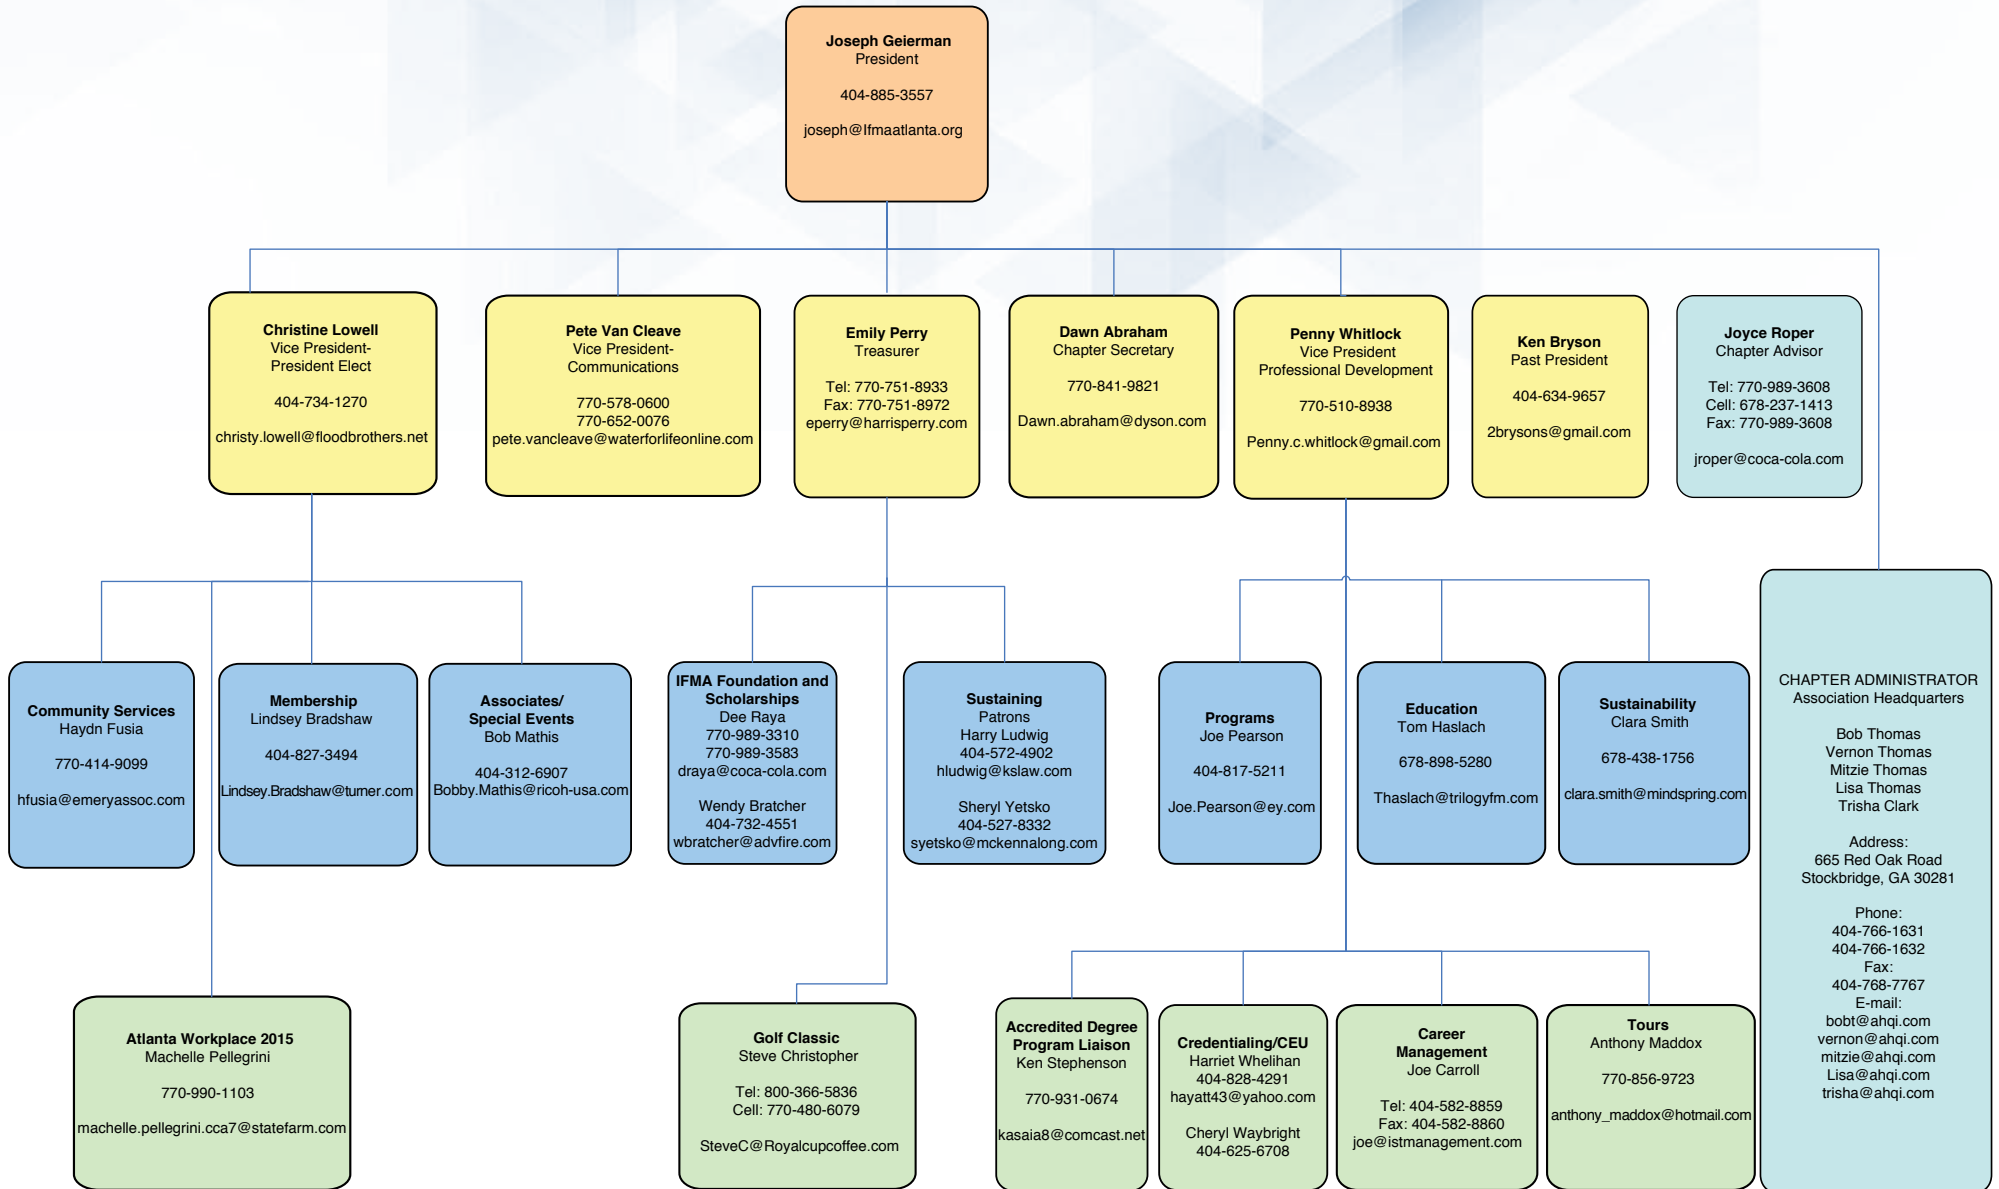 Joseph Geierman
President
404-885-3557
joseph@Ifmaatlanta.org
Christine Lowell
Vice President-
President Elect
404-734-1270
christy.lowell@floodbrothers.net
Pete Van Cleave
Vice President-
Communications
770-578-0600
770-652-0076
pete.vancleave@waterforlifeonline.com
Emily Perry
Treasurer
Tel: 770-751-8933
Fax: 770-751-8972
eperry@harrisperry.com
Dawn Abraham
Chapter Secretary
770-841-9821
Dawn.abraham@dyson.com
Penny Whitlock
Vice President
Professional Development
770-510-8938
Penny.c.whitlock@gmail.com
Ken Bryson
Past President
404-634-9657
2brysons@gmail.com
Joyce Roper
Chapter Advisor
Tel: 770-989-3608
Cell: 678-237-1413
Fax: 770-989-3608
jroper@coca-cola.com
Community Services
Haydn Fusia
770-414-9099
hfusia@emeryassoc.com
Membership
Lindsey Bradshaw
404-827-3494
Lindsey.Bradshaw@turner.com
Associates/
Special Events
Bob Mathis
404-312-6907
Bobby.Mathis@ricoh-usa.com
IFMA Foundation and
Scholarships
Dee Raya
770-989-3310
770-989-3583
draya@coca-cola.com
Wendy Bratcher
404-732-4551
wbratcher@advfire.com
Sustaining
Patrons
Harry Ludwig
404-572-4902
hludwig@kslaw.com
Sheryl Yetsko
404-527-8332
syetsko@mckennalong.com
Programs
Joe Pearson
404-817-5211
Joe.Pearson@ey.com
Education
Tom Haslach
678-898-5280
Thaslach@trilogyfm.com
Sustainability
Clara Smith
678-438-1756
clara.smith@mindspring.com
CHAPTER ADMINISTRATOR
Association Headquarters
Bob Thomas
Vernon Thomas
Mitzie Thomas
Lisa Thomas
Trisha Clark
Address:
665 Red Oak Road
Stockbridge, GA 30281
Phone:
404-766-1631
404-766-1632
Fax:
404-768-7767
E-mail:
bobt@ahqi.com
vernon@ahqi.com
mitzie@ahqi.com
Lisa@ahqi.com
trisha@ahqi.com
Atlanta Workplace 2015
Machelle Pellegrini
770-990-1103
machelle.pellegrini.cca7@statefarm.com
Golf Classic
Steve Christopher
Tel: 800-366-5836
Cell: 770-480-6079
SteveC@Royalcupcoffee.com
Accredited Degree
Program Liaison
Ken Stephenson
770-931-0674
kasaia8@comcast.net
Credentialing/CEU
Harriet Whelihan
404-828-4291
hayatt43@yahoo.com
Cheryl Waybright
404-625-6708
Career
Management
Joe Carroll
Tel: 404-582-8859
Fax: 404-582-8860
joe@istmanagement.com
Tours
Anthony Maddox
770-856-9723
anthony_maddox@hotmail.com